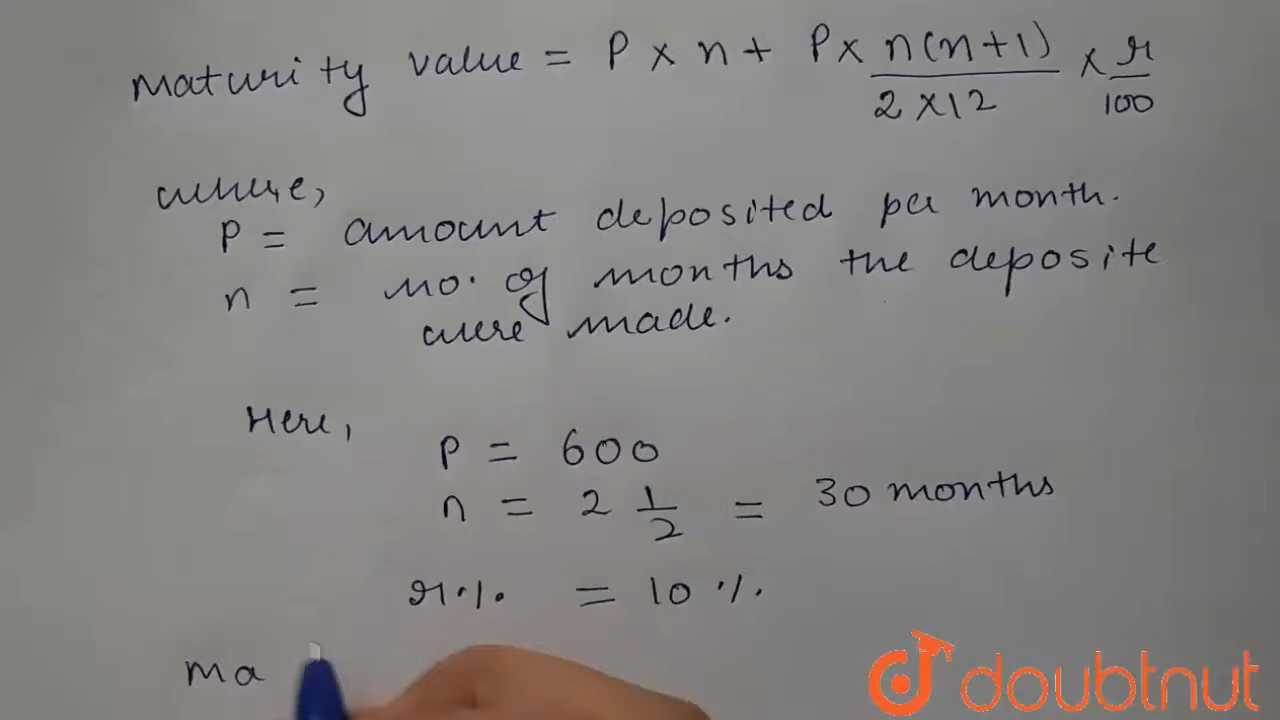 maturity value = P × n + P × n(n+1)/2×12 × r/100
where,
P = amount deposited per month.
n = no. of months the deposite
were made.
Here,
P = 600
n = 2 1/2 = 30 months
r% = 10 %
Ma
doubtnut